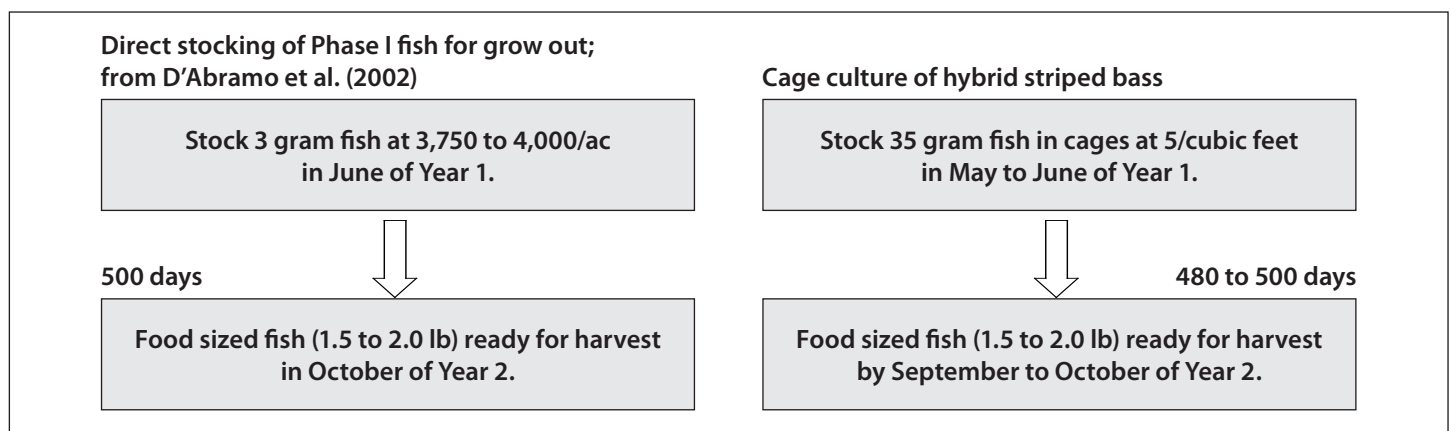 Direct stocking of Phase I fish for grow out;
from D’Abramo et al. (2002)
Stock 3 gram fish at 3,750 to 4,000/ac
in June of Year 1.
500 days
Food sized fish (1.5 to 2.0 lb) ready for harvest
in October of Year 2.
Cage culture of hybrid striped bass
Stock 35 gram fish in cages at 5/cubic feet
in May to June of Year 1.
480 to 500 days
Food sized fish (1.5 to 2.0 lb) ready for harvest
by September to October of Year 2.